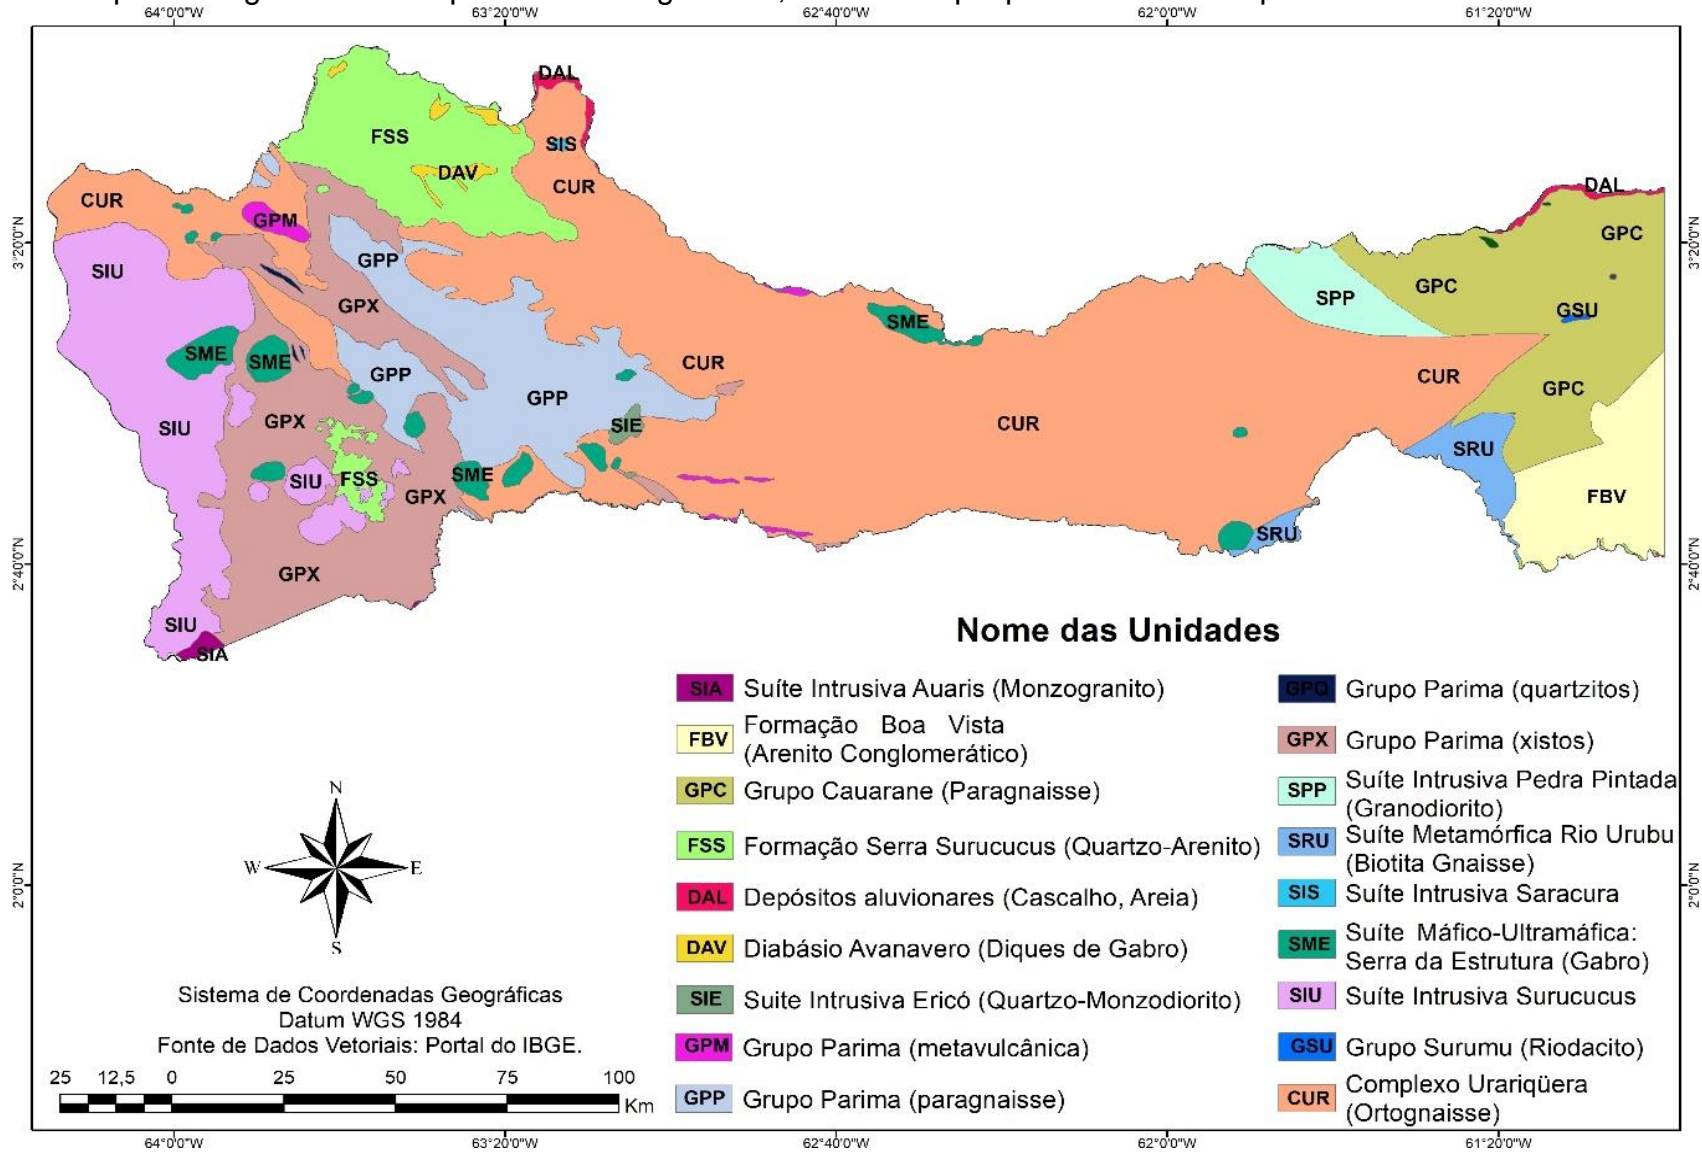 64°0'0"W 63°20'0"W 62°40'0"W 62°0'0"W 61°20'0"W
DAL
FSS
SIS
DAV
CUR
DAL
CUR
GPM
GPC
3°20'0"N
3°20'0"N
GPP
SIU
GPC
SPP
GPX
GSU
SME
SME
SME
CUR
GPP
CUR
GPP
GPC
GPX
CUR
SIE
SIU
SRU
SME
SIU
FSS
GPX
FBV
SRU
2°40'0"N
GPX
2°40'0"N
SIU
SIA
Nome das Unidades
SIA Suíte Intrusiva Auaris (Monzogranito)
FBV Formação Boa Vista
(Arenito Conglomerático)
GPC Grupo Cauarane (Paragnaisse)
FSS Formação Serra Surucucus (Quartzo-Arenito)
DAL Depósitos aluvionares (Cascalho, Areia)
DAV Diabásio Avanavero (Diques de Gabro)
SIE Suite Intrusiva Ericó (Quartzo-Monzodiorito)
GPM Grupo Parima (metavulcânica)
GPP Grupo Parima (paragnaisse)
GPQ Grupo Parima (quartzitos)
GPX Grupo Parima (xistos)
SPP Suíte Intrusiva Pedra Pintada
(Granodiorito)
SRU Suíte Metamórfica Rio Urubu
(Biotita Gnaisse)
SIS Suíte Intrusiva Saracura
SME Suíte Máfico-Ultramáfica:
Serra da Estrutura (Gabro)
SIU Suíte Intrusiva Surucucus
GSU Grupo Surumu (Riodacito)
CUR Complexo Urariqüera
(Ortognaisse)
N
W E
S
2°0'0"N
2°0'0"N
Sistema de Coordenadas Geográficas
Datum WGS 1984
Fonte de Dados Vetoriais: Portal do IBGE.
25 12,5 0 25 50 75 100
Km
64°0'0"W 63°20'0"W 62°40'0"W 62°0'0"W 61°20'0"W